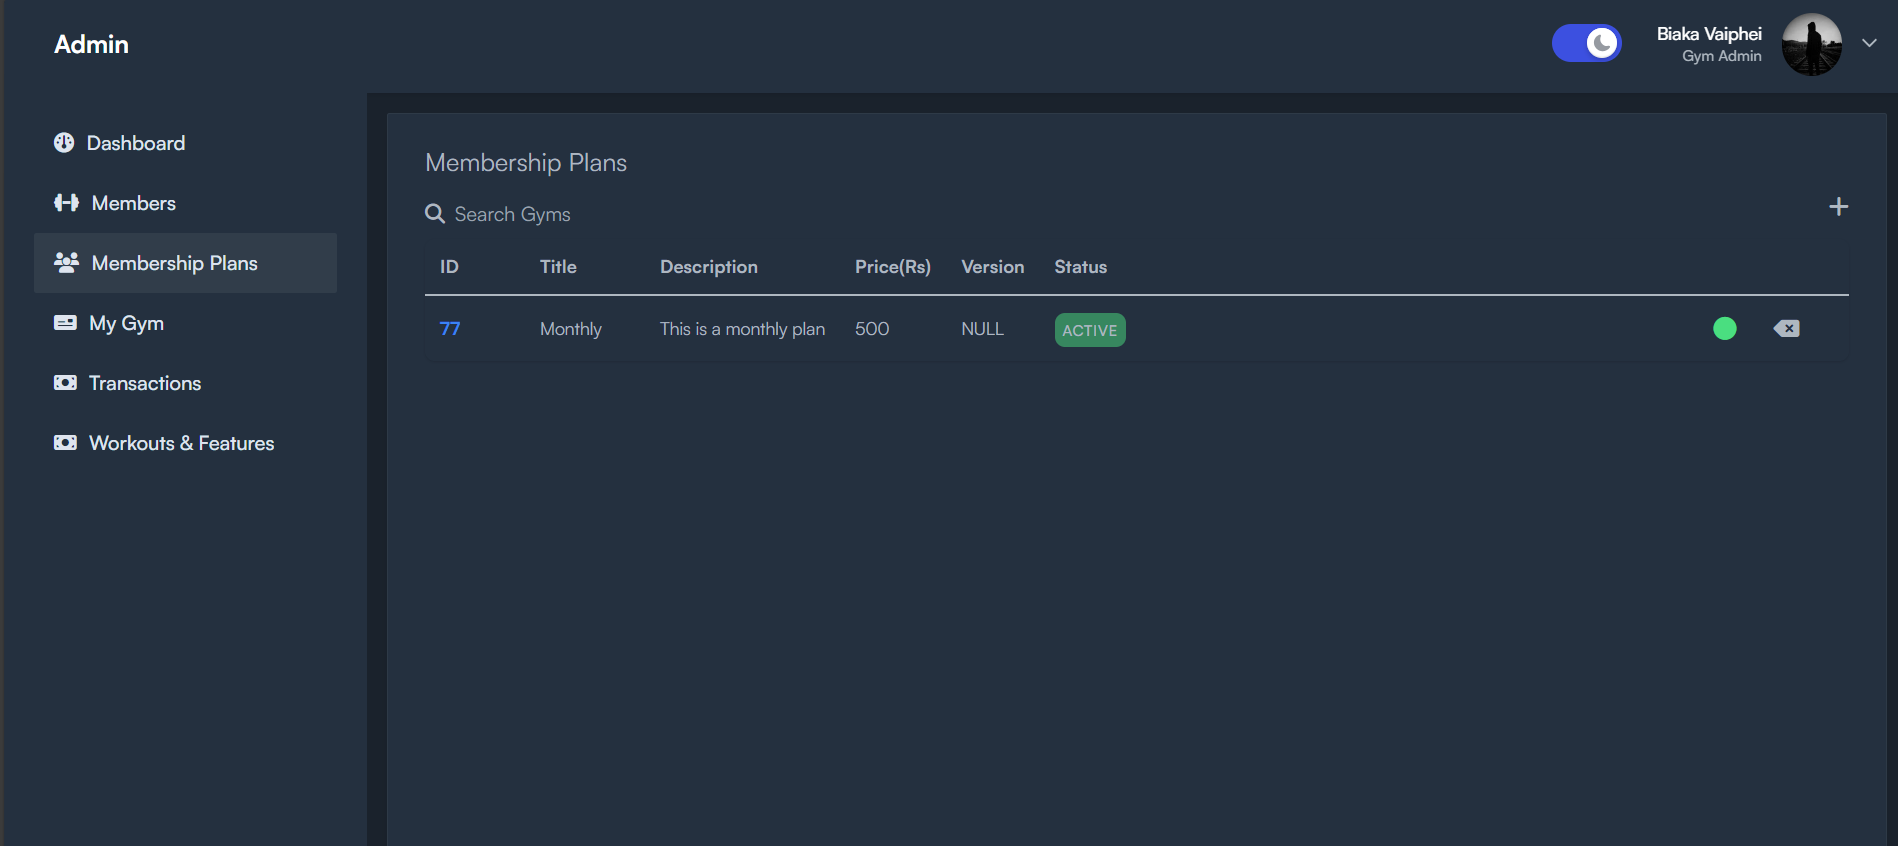 Admin
Biaka Vaiphei
Gym Admin
Dashboard
Members
Membership Plans
My Gym
Transactions
Workouts & Features
Membership Plans
Search Gyms
ID Title Description Price(Rs) Version Status
77 Monthly This is a monthly plan 500 NULL ACTIVE